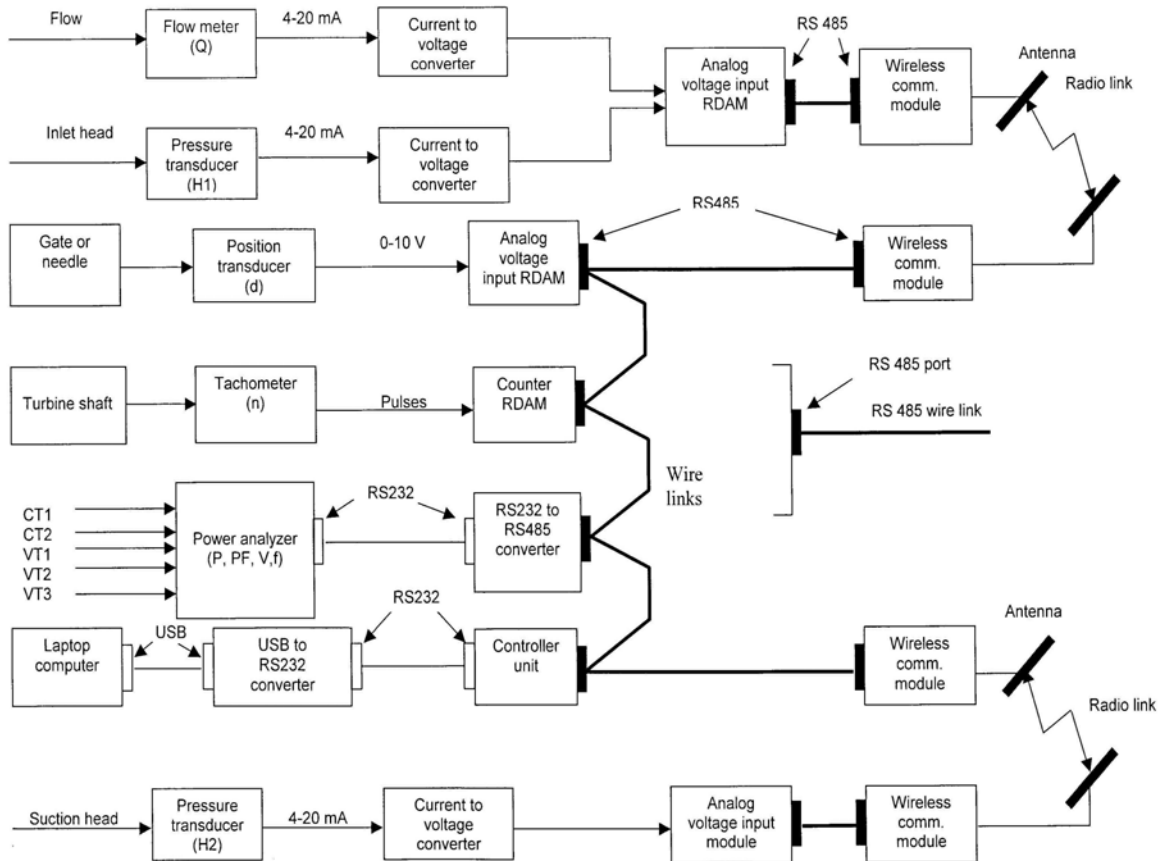 Flow
Flow meter
(Q)
4-20 mA
Current to
voltage
converter
RS 485
Analog
voltage input
RDAM
Wireless
comm.
module
Antenna
Radio link
Inlet head
Pressure
transducer
(H1)
4-20 mA
Current to
voltage
converter
Gate or
needle
Position
transducer
(d)
0-10 V
Analog
voltage
input RDAM
RS485
Wireless
comm.
module
Turbine shaft
Tachometer
(n)
Pulses
Counter
RDAM
RS 485 port
RS 485 wire link
Wire
links
CT1
CT2
VT1
VT2
VT3
Power analyzer
(P, PF, V,f)
RS232
RS232 to
RS485
converter
Laptop
computer
USB
USB to
RS232
converter
RS232
Controller
unit
Wireless
comm.
module
Antenna
Radio link
Suction head
Pressure
transducer
(H2)
4-20 mA
Current to
voltage
converter
Analog
voltage input
module
Wireless
comm.
module